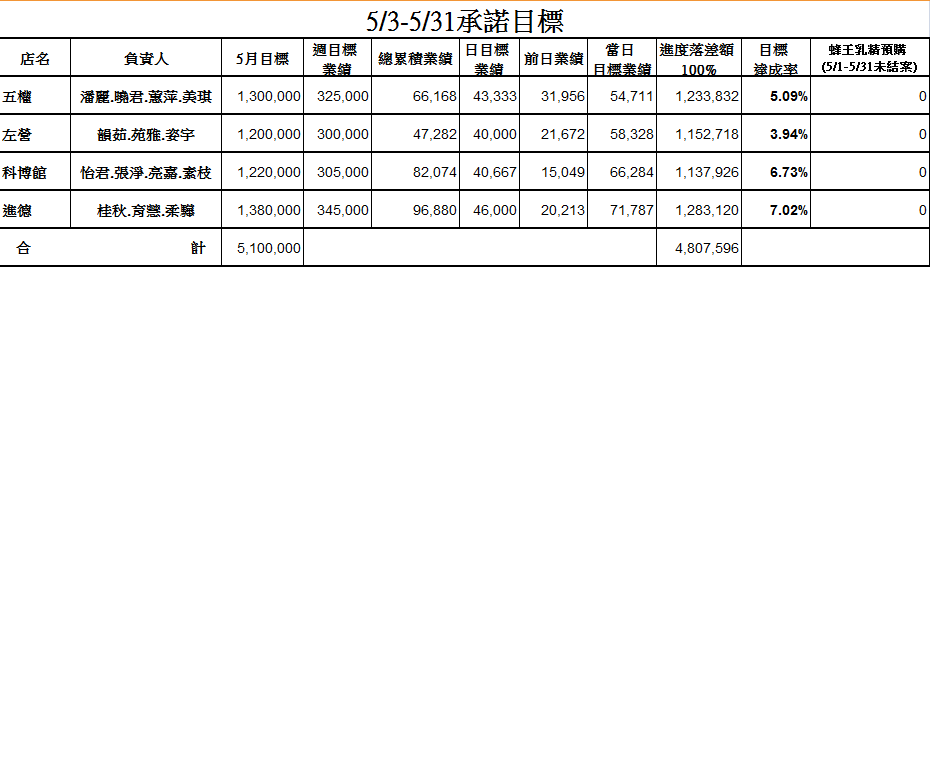 5/3-5/31承諾目標
店名 負責人 5月目標 週目標業績 總累積業績 日目標業績 前日業績 當日目標業績 進度落差額100% 目標達成率 蜂王乳精預購(5/1-5/31未結案)
五權 潘麗.曉君.蕙萍.美琪 1,300,000 325,000 66,168 43,333 31,956 54,711 1,233,832 5.09% 0
左營 韻茹.苑雅.姿宇 1,200,000 300,000 47,282 40,000 21,672 58,328 1,152,718 3.94% 0
科博館 怡君.張淨.亮嘉.素枝 1,220,000 305,000 82,074 40,667 15,049 66,284 1,137,926 6.73% 0
進德 桂秋.育慧.柔驊 1,380,000 345,000 96,880 46,000 20,213 71,787 1,283,120 7.02% 0
合 計 5,100,000 4,807,596